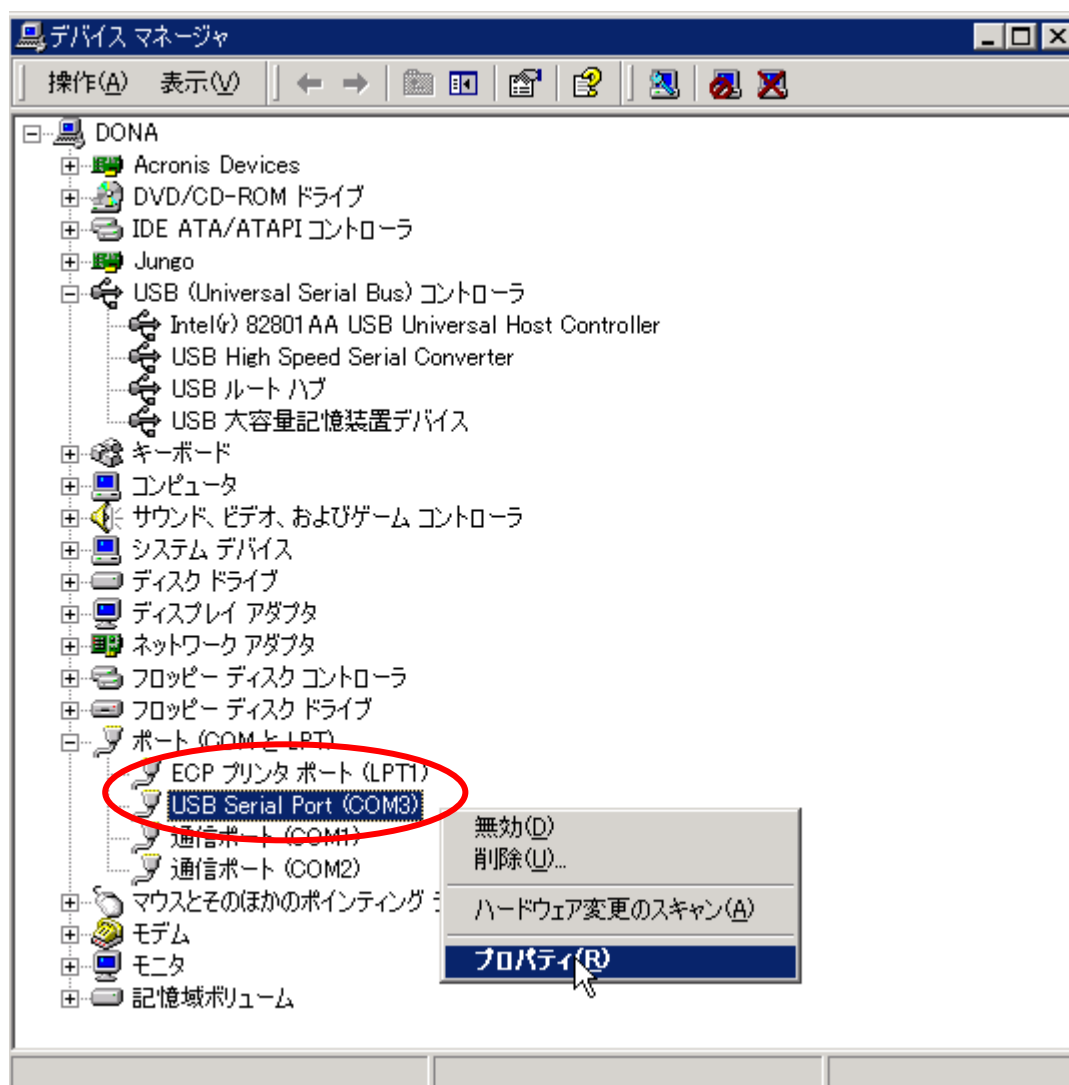 デバイス マネージャ
操作(A) 表示(V)
DONA
Acronis Devices
DVD/CD-ROM ドライブ
IDE ATA/ATAPI コントローラ
Jungo
USB (Universal Serial Bus) コントローラ
Intel(r) 82801AA USB Universal Host Controller
USB High Speed Serial Converter
USB ルート ハブ
USB 大容量記憶装置デバイス
キーボード
コンピュータ
サウンド、ビデオ、およびゲーム コントローラ
システム デバイス
ディスク ドライブ
ディスプレイ アダプタ
ネットワーク アダプタ
フロッピー ディスク コントローラ
フロッピー ディスク ドライブ
ポート (COM と LPT)
ECP プリンタ ポート (LPT1)
USB Serial Port (COM3)
通信ポート (COM1)
通信ポート (COM2)
マウスとそのほかのポインティング
モデム
モニタ
記憶域ボリューム
無効(D)
削除(U)...
ハードウェア変更のスキャン(A)
プロパティ(R)